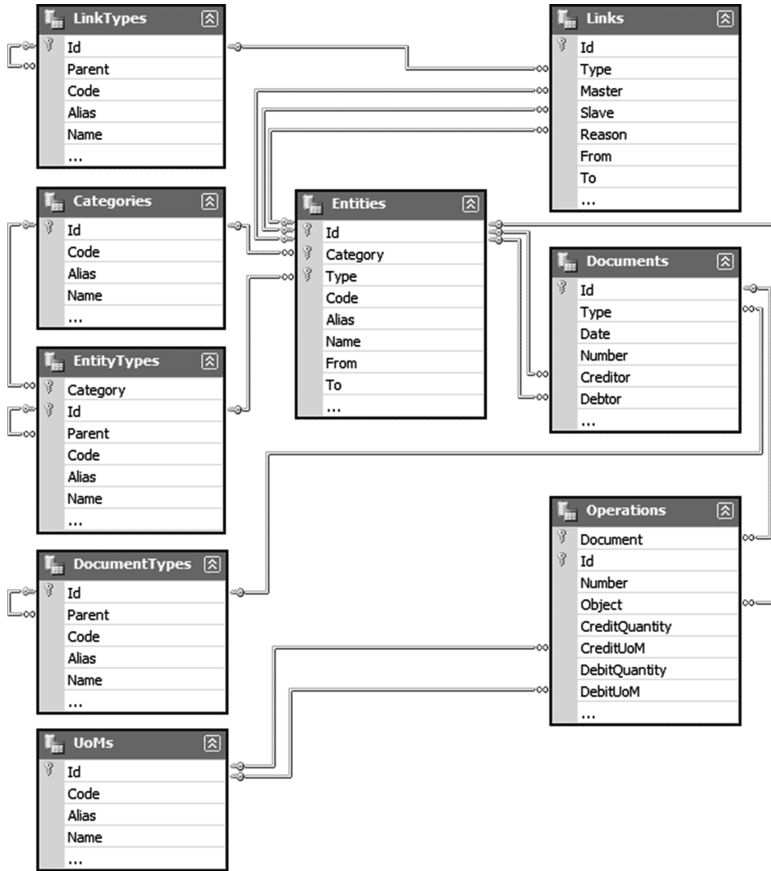 LinkTypes
Id
Parent
Code
Alias
Name
...
Links
Id
Type
Master
Slave
Reason
From
To
...
Categories
Id
Code
Alias
Name
...
Entities
Id
Category
Type
Code
Alias
Name
From
To
...
Documents
Id
Type
Date
Number
Creditor
Debtor
...
EntityTypes
Category
Id
Parent
Code
Alias
Name
...
Operations
Document
Id
Number
Object
CreditQuantity
CreditUoM
DebitQuantity
DebitUoM
...
DocumentTypes
Id
Parent
Code
Alias
Name
...
UoMs
Id
Code
Alias
Name
...